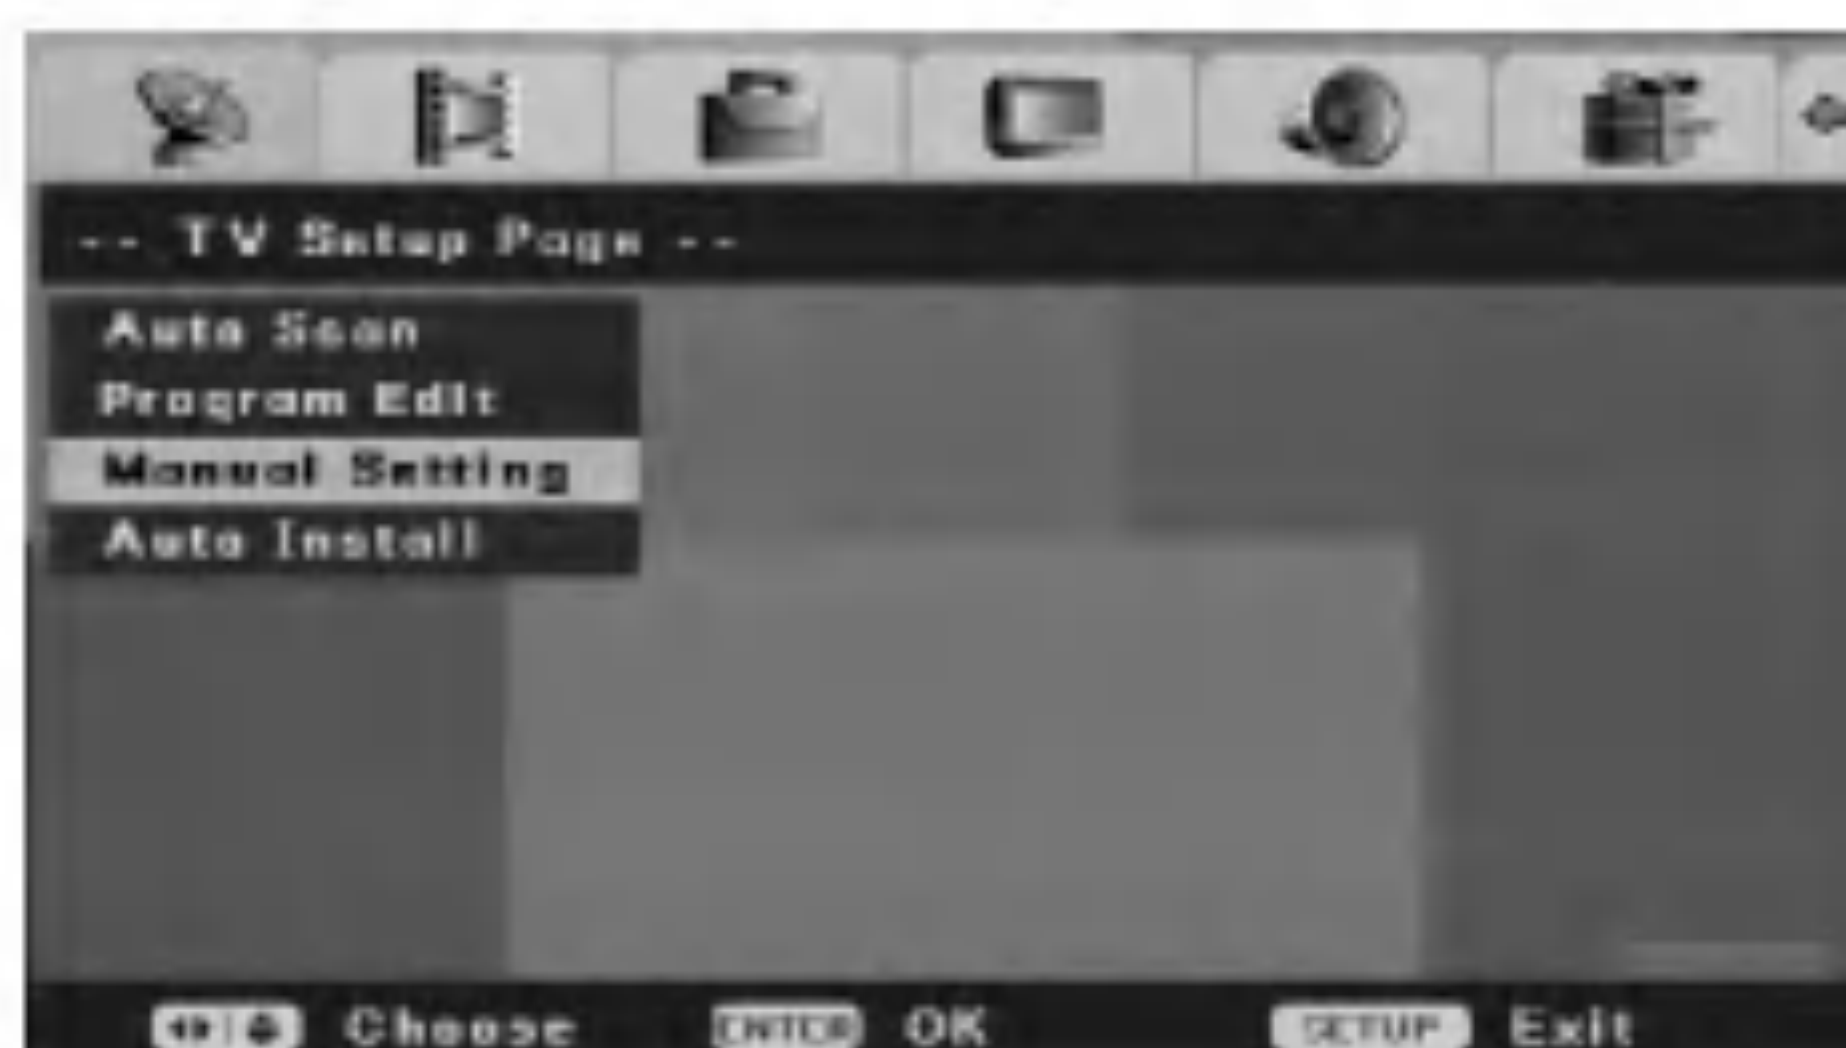 -- TV Setup Page --
Auto Scan
Program Edit
Manual Setting
Auto Install
Choose ENTER OK SETUP Exit